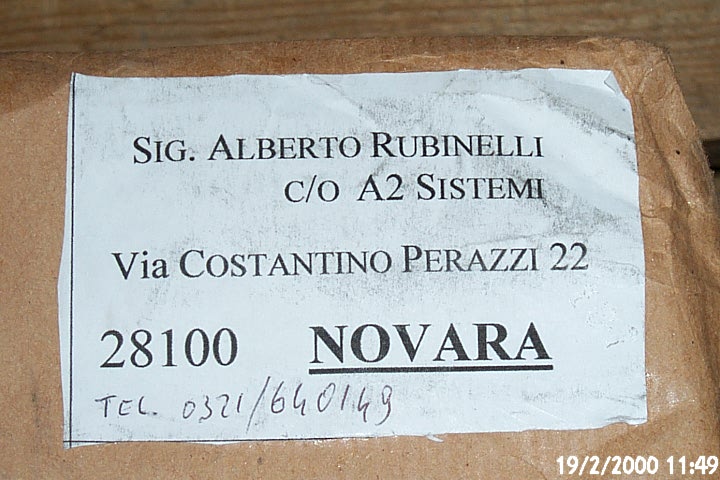 SIG. ALBERTO RUBINELLI
C/O A2 SISTEMI
Via COSTANTINO PERAZZI 22
28100 NOVARA
TEL. 0321/640149
19/2/2000 11:49